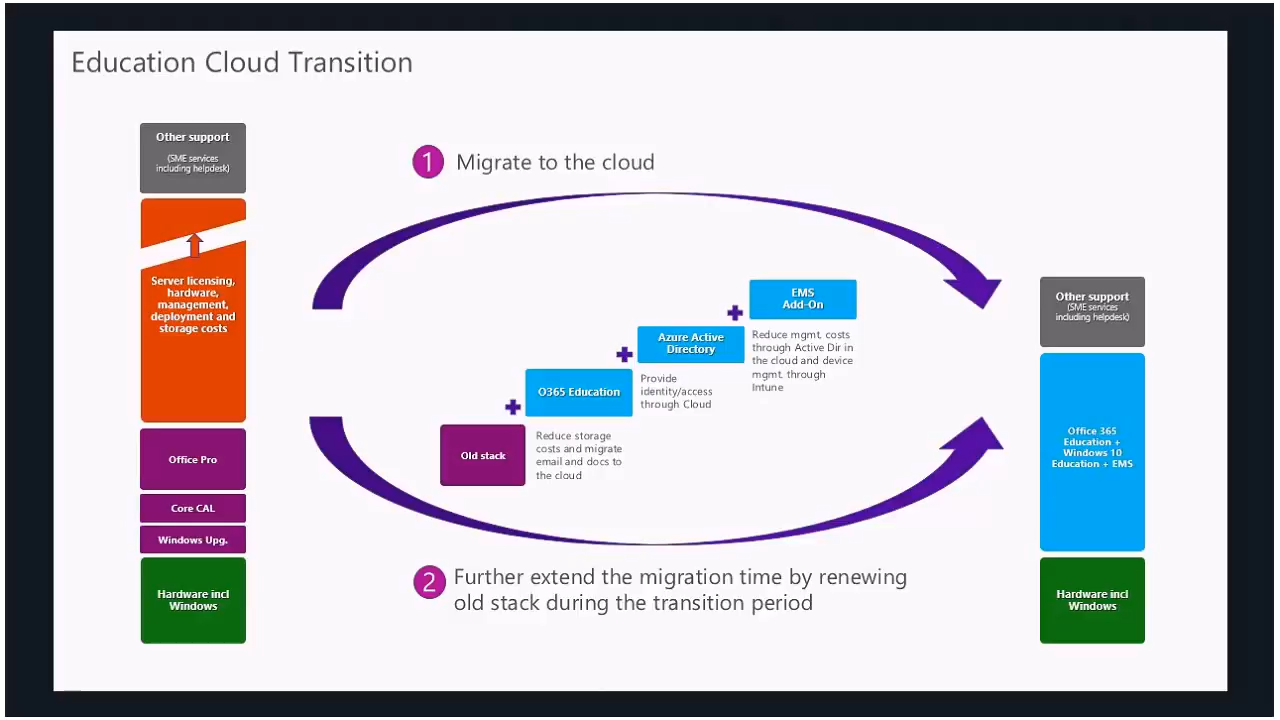 Education Cloud Transition
Other support
(SME services
including helpdesk)
Server licensing,
hardware,
management,
deployment and
storage costs
Office Pro
Core CAL
Windows Upg.
Hardware incl
Windows
1 Migrate to the cloud
EMS
Add-On
Reduce mgmt. costs
through Active Dir in
the cloud and device
mgmt. through
Intune
Azure Active
Directory
Provide
identity/access
through Cloud
O365 Education
Reduce storage
costs and migrate
email and docs to
the cloud
Old stack
2 Further extend the migration time by renewing
old stack during the transition period
Other support
(SME services
including helpdesk)
Office 365
Education +
Windows 10
Education + EMS
Hardware incl
Windows